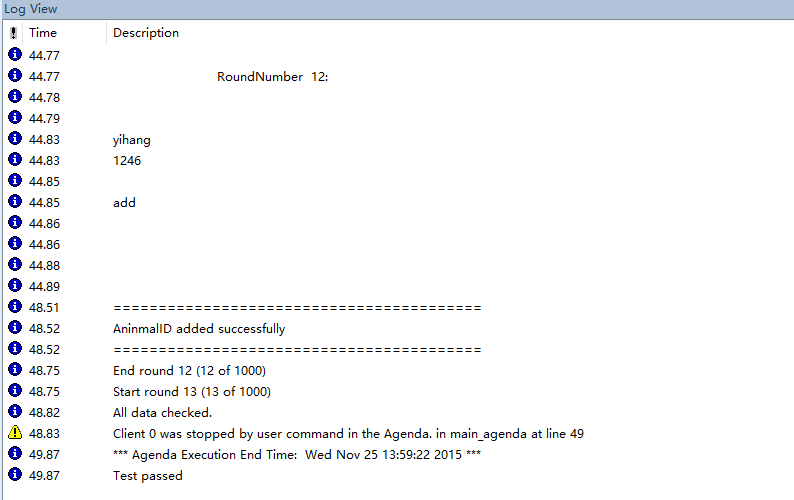 Log View
Time Description
44.77
44.77 RoundNumber 12:
44.78
44.79
44.83 yihang
44.83 1246
44.85
44.85 add
44.86
44.86
44.88
44.89
48.51 =========================================
48.52 AninmalID added successfully
48.52 =========================================
48.75 End round 12 (12 of 1000)
48.75 Start round 13 (13 of 1000)
48.82 All data checked.
48.83 Client 0 was stopped by user command in the Agenda. in main_agenda at line 49
49.87 *** Agenda Execution End Time: Wed Nov 25 13:59:22 2015 ***
49.87 Test passed